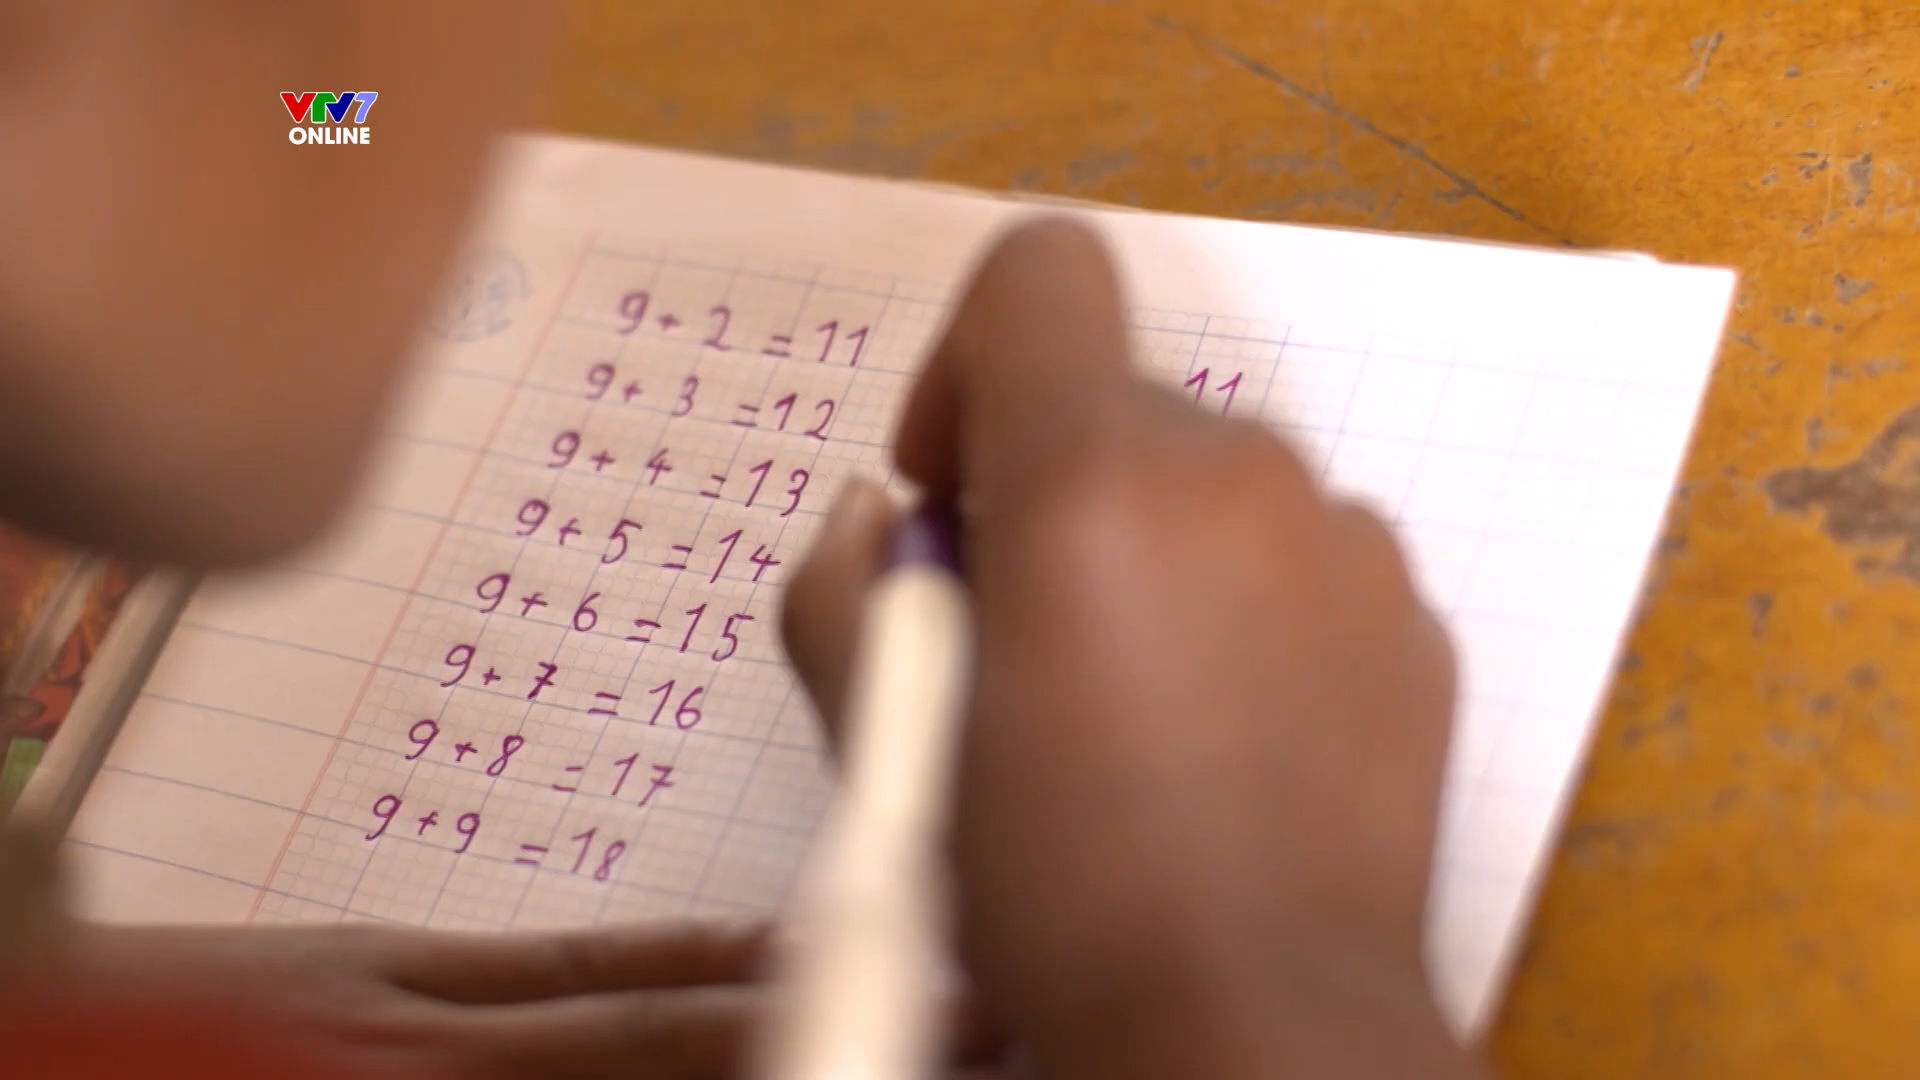 VTV7
ONLINE
9 + 2 = 11
9 + 3 = 12
9 + 4 = 13
9 + 5 = 14
9 + 6 = 15
9 + 7 = 16
9 + 8 = 17
9 + 9 = 18
11